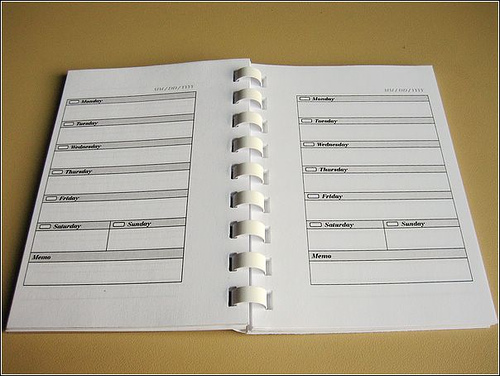 MM / DD / YYYY
Monday
Tuesday
Wednesday
Thursday
Friday
Saturday Sunday
Memo
MM / DD / YYYY
Monday
Tuesday
Wednesday
Thursday
Friday
Saturday Sunday
Memo